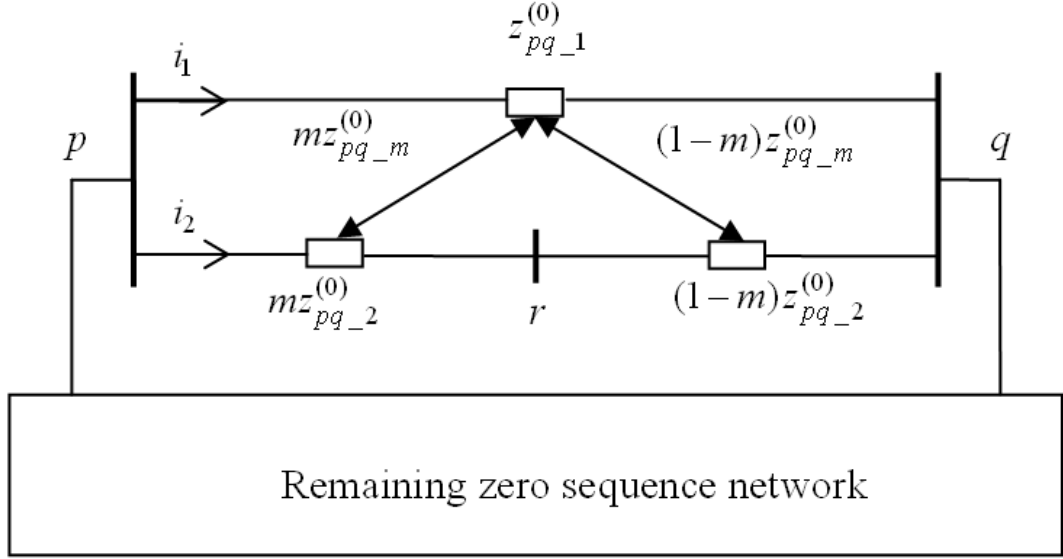 z_{pq_1}^{(0)}
i_1
mz_{pq_m}^{(0)} (1-m)z_{pq_m}^{(0)}
p q
i_2
mz_{pq_2}^{(0)} r (1-m)z_{pq_2}^{(0)}
Remaining zero sequence network